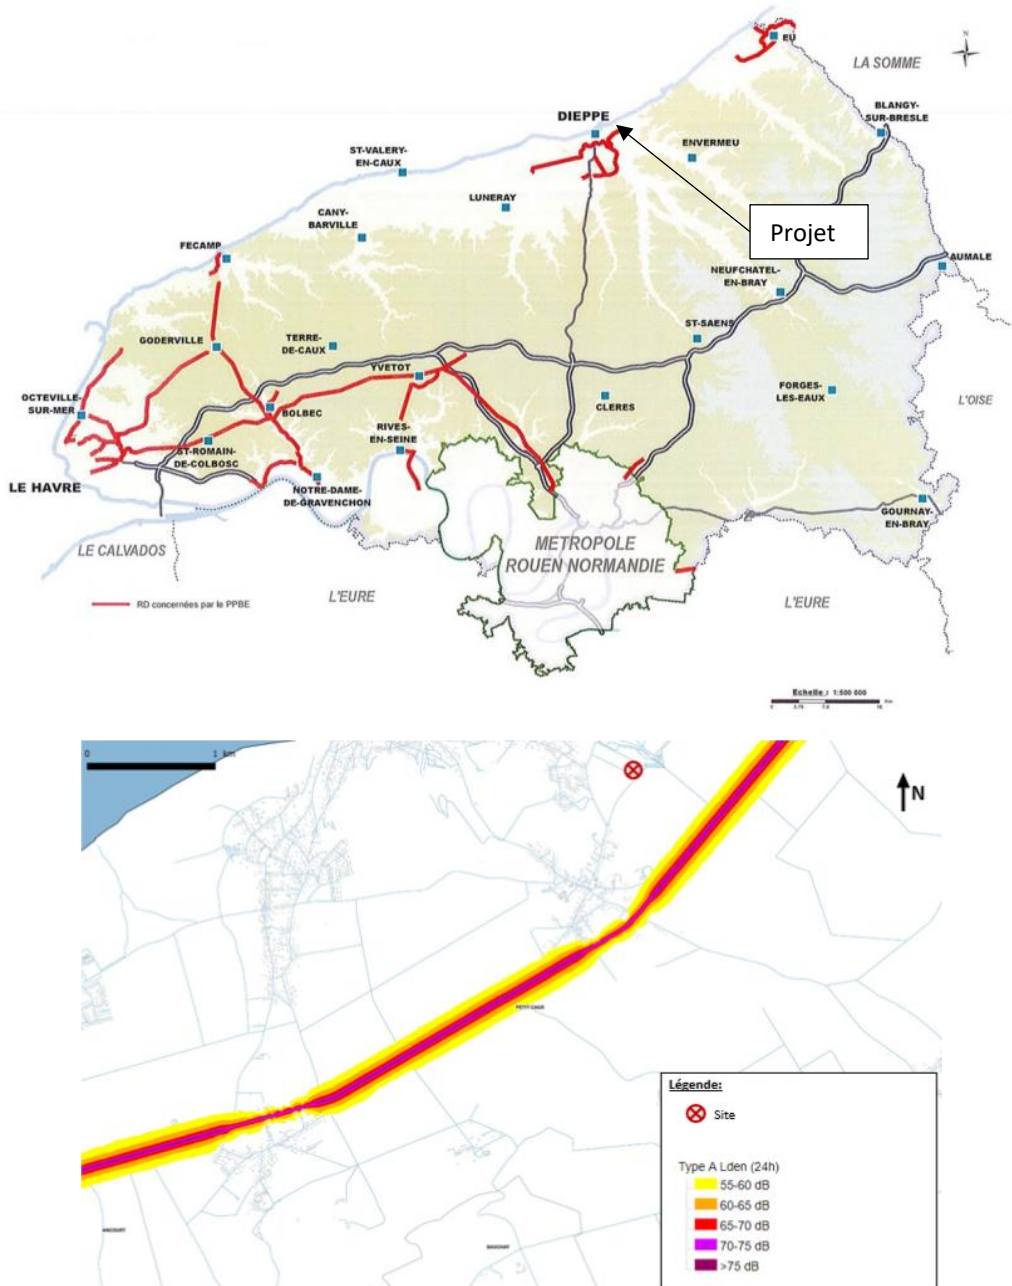 N
EU
LA SOMME
BLANGY-
SUR-BRESLE
DIEPPE
ENVERMEU
ST-VALERY-
EN-CAUX
LUNERAY
CANY-
BARVILLE
Projet
FECAMP
AUMALE
NEUFCHATEL-
EN-BRAY
ST-SAENS
GODERVILLE
TERRE-
DE-CAUX
YVETOT
FORGES-
LES-EAUX
L'OISE
OCTEVILLE-
SUR-MER
BOLBEC
CLERES
RIVES-
EN-SEINE
ST-ROMAIN-
DE-COLBOSC
LE HAVRE
NOTRE-DAME-
DE-GRAVENCHON
GOURNAY-
EN-BRAY
METROPOLE
ROUEN NORMANDIE
LE CALVADOS
L'EURE
L'EURE
RD concernées par le PPBE
Echelle : 1:500 000
0 1 km
N
PETIT-CAUX
Légende:
Site
Type A Lden (24h)
55-60 dB
60-65 dB
65-70 dB
70-75 dB
>75 dB
ANCOURT